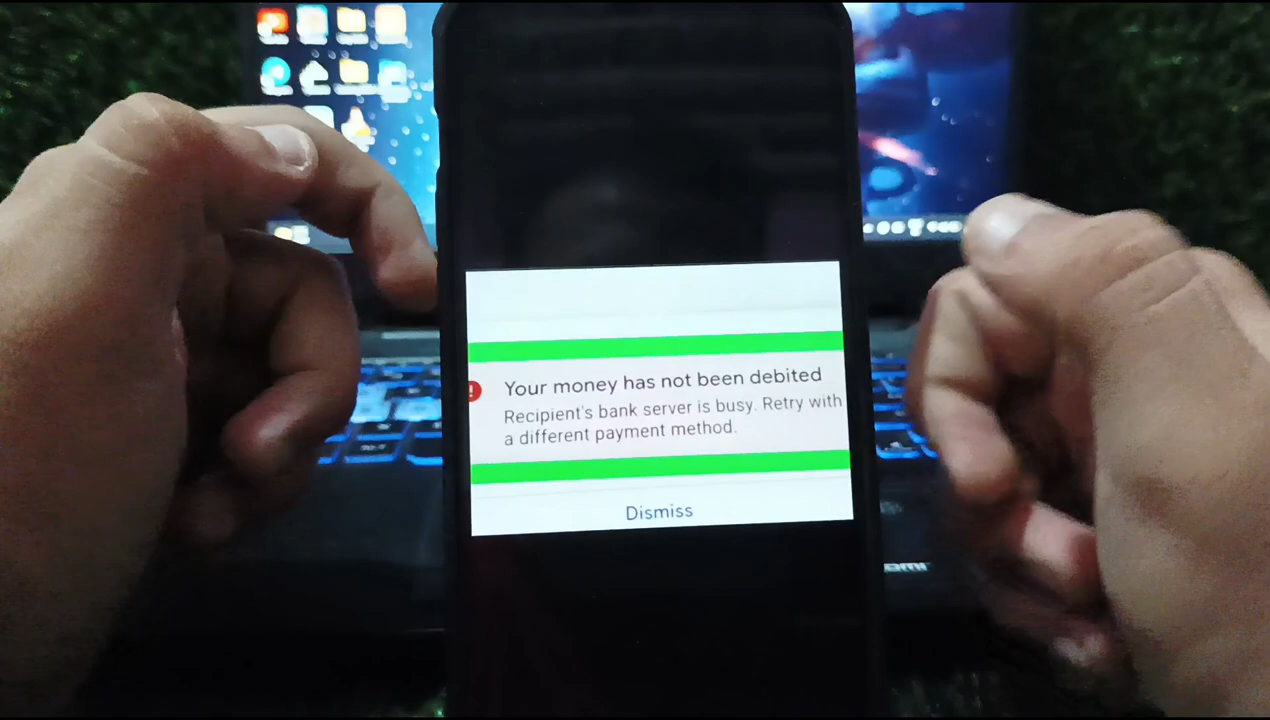 Your money has not been debited
Recipient's bank server is busy. Retry with
a different payment method.
Dismiss